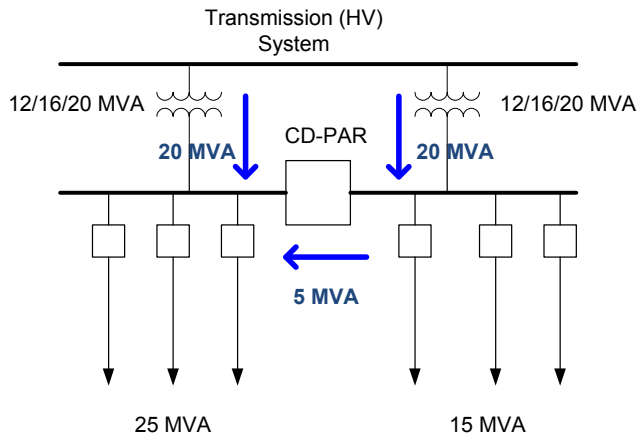 Transmission (HV)
System
12/16/20 MVA
12/16/20 MVA
CD-PAR
20 MVA
20 MVA
5 MVA
25 MVA
15 MVA